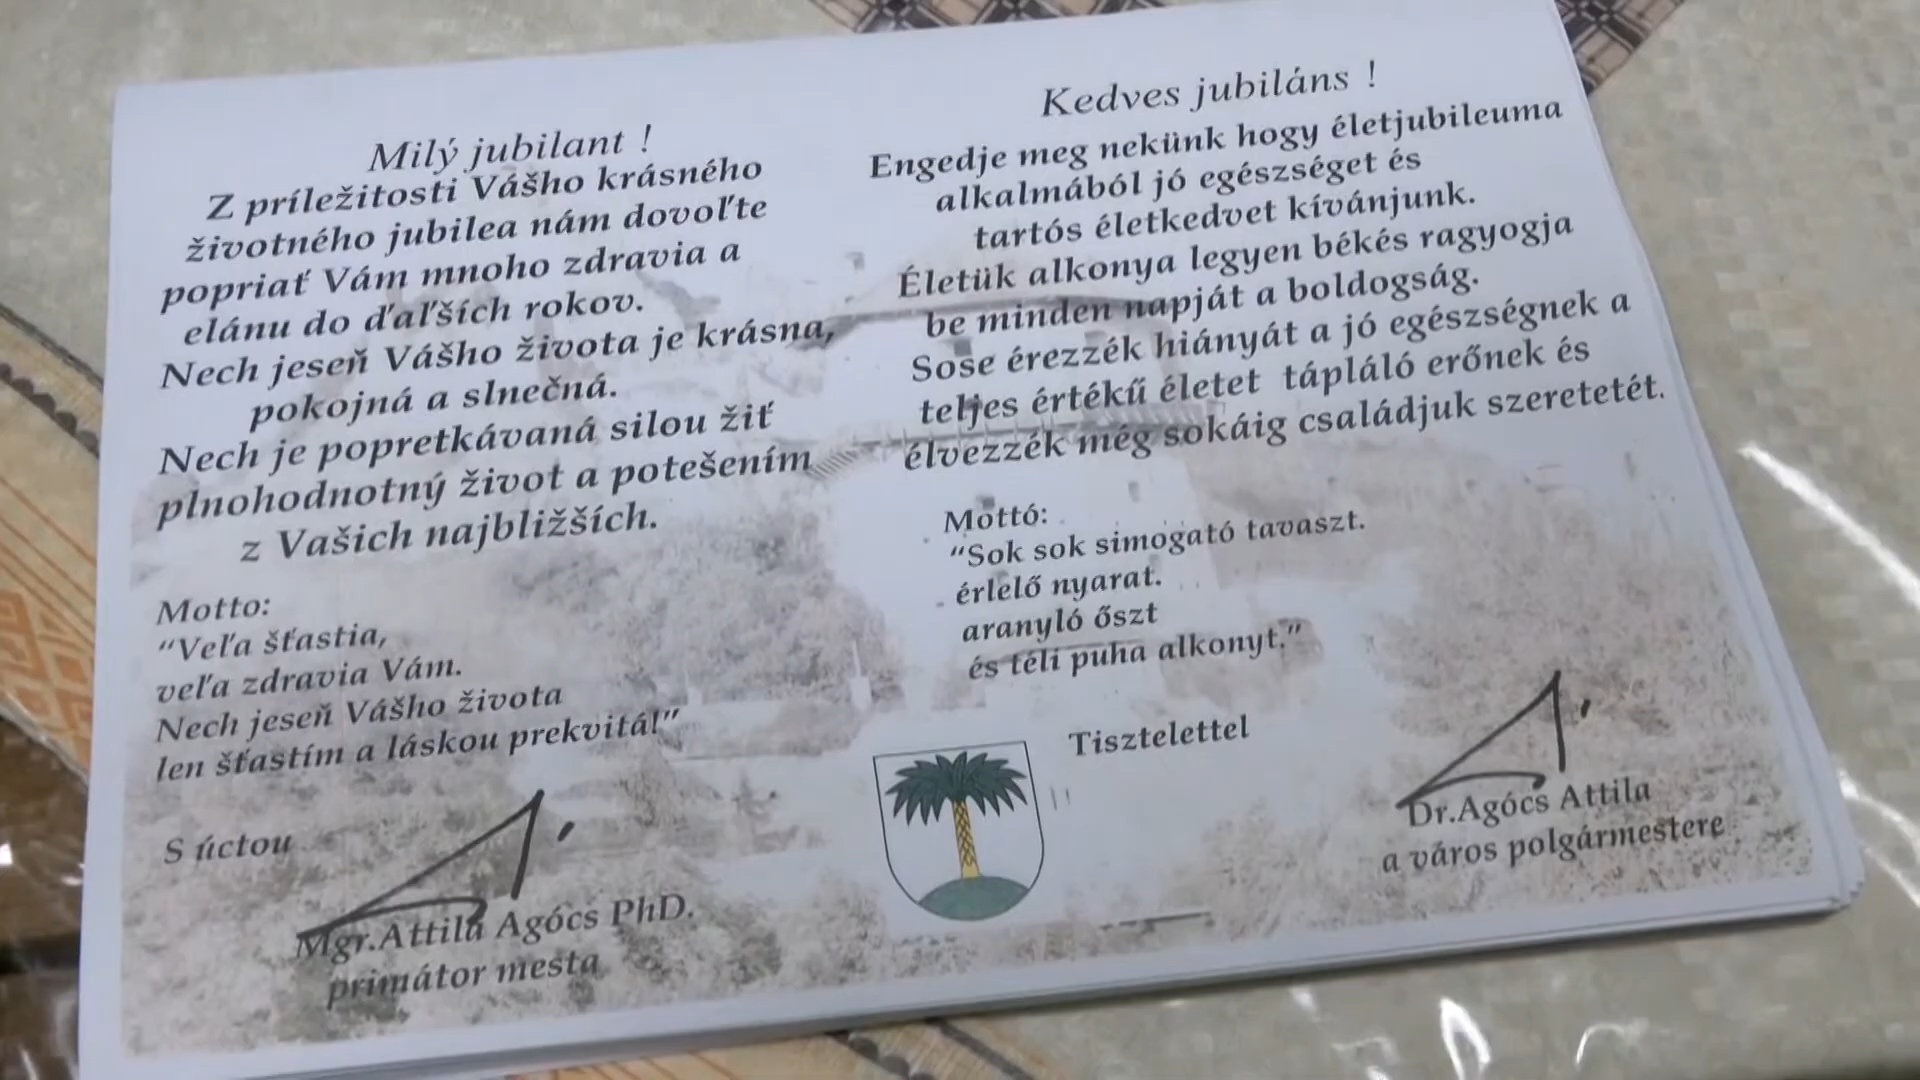 Milý jubilant !
Z príležitosti Vášho krásného
životného jubilea nám dovoľte
popriať Vám mnoho zdravia a
elánu do ďaľších rokov.
Nech jeseň Vášho života je krásna,
pokojná a slnečná.
Nech je popretkávaná silou žiť
plnohodnotný život a potešením
z Vašich najbližších.
Motto:
“Veľa šťastia,
veľa zdravia Vám.
Nech jeseň Vášho života
len šťastím a láskou prekvitá!”
S úctou
Mgr.Attila Agócs PhD.
primátor mesta
Kedves jubiláns !
Engedje meg nekünk hogy életjubileuma
alkalmából jó egészséget és
tartós életkedvet kívánjunk.
Életük alkonya legyen békés ragyogja
be minden napját a boldogság.
Sose érezzék hiányát a jó egészségnek a
teljes értékű életet tápláló erőnek és
élvezzék még sokáig családjuk szeretetét.
Mottó:
“Sok sok simogató tavaszt.
érlelő nyarat.
aranyló őszt
és téli puha alkonyt.”
Tisztelettel
Dr.Agócs Attila
a város polgármestere